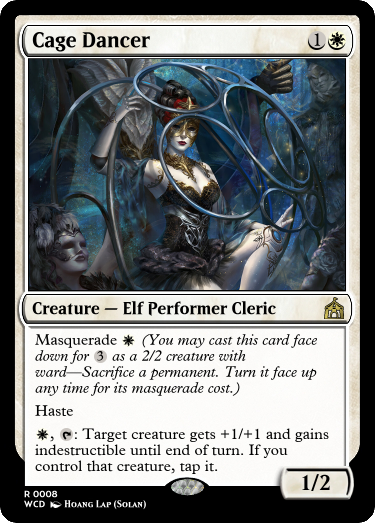 Cage Dancer 1
Creature — Elf Performer Cleric
Masquerade (You may cast this card face
down for 3 as a 2/2 creature with
ward—Sacrifice a permanent. Turn it face up
any time for its masquerade cost.)
Haste
, : Target creature gets +1/+1 and gains
indestructible until end of turn. If you
control that creature, tap it.
1/2
R 0008
WCD Hoang Lap (Solan)